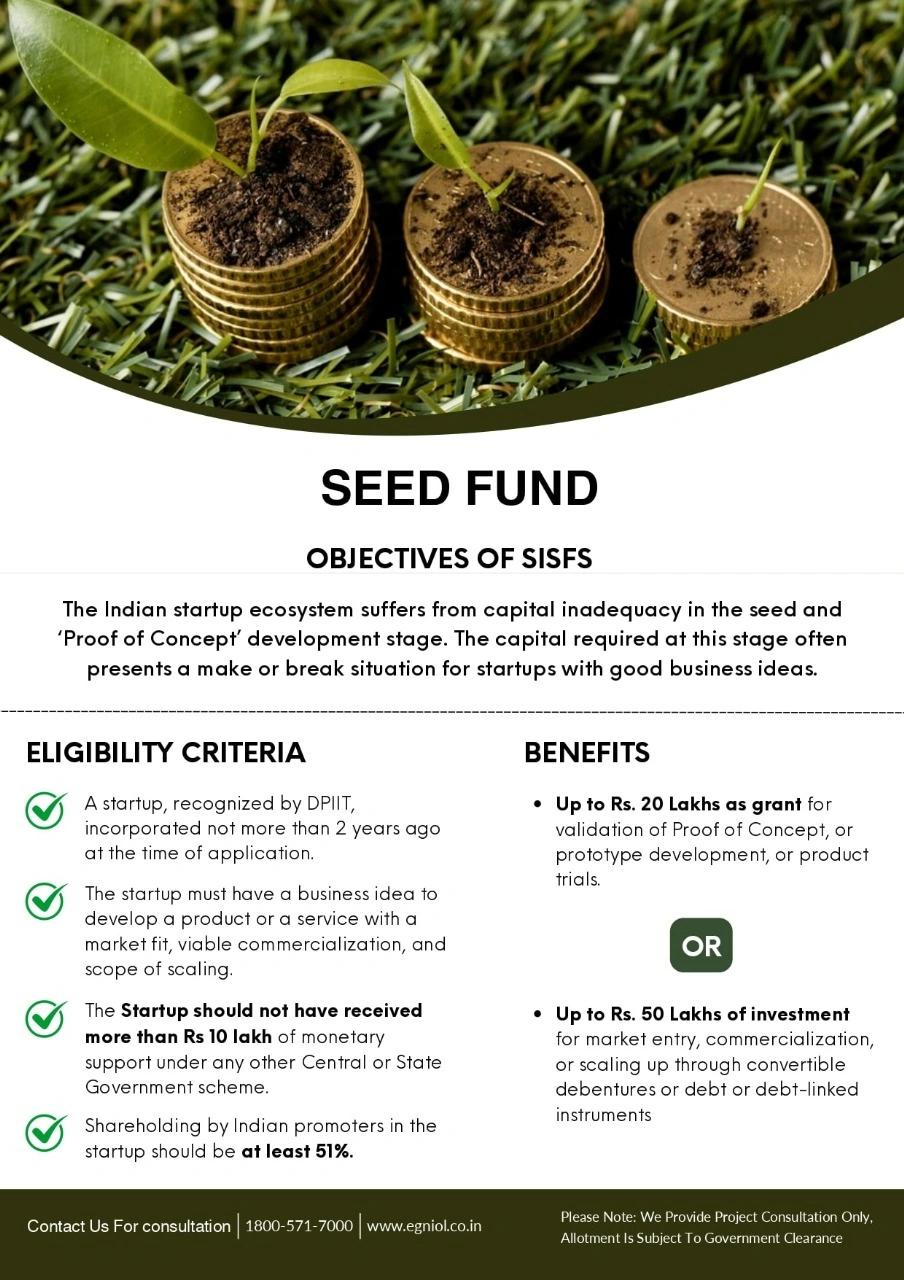 SEED FUND
OBJECTIVES OF SISFS
The Indian startup ecosystem suffers from capital inadequacy in the seed and
‘Proof of Concept’ development stage. The capital required at this stage often
presents a make or break situation for startups with good business ideas.
ELIGIBILITY CRITERIA
A startup, recognized by DPIIT,
incorporated not more than 2 years ago
at the time of application.
The startup must have a business idea to
develop a product or a service with a
market fit, viable commercialization, and
scope of scaling.
The Startup should not have received
more than Rs 10 lakh of monetary
support under any other Central or State
Government scheme.
Shareholding by Indian promoters in the
startup should be at least 51%.
BENEFITS
• Up to Rs. 20 Lakhs as grant for
validation of Proof of Concept, or
prototype development, or product
trials.
OR
• Up to Rs. 50 Lakhs of investment
for market entry, commercialization,
or scaling up through convertible
debentures or debt or debt-linked
instruments
Contact Us For consultation | 1800-571-7000 | www.egniol.co.in
Please Note: We Provide Project Consultation Only,
Allotment Is Subject To Government Clearance